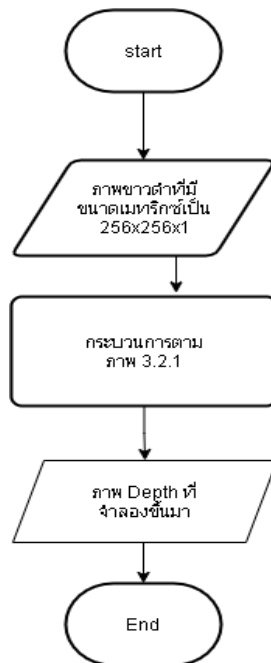 start
ภาพขาวดำที่มี
ขนาดเมทริกซ์เป็น
256x256x1
กระบวนการตาม
ภาพ 3.2.1
ภาพ Depth ที่
จำลองขึ้นมา
End